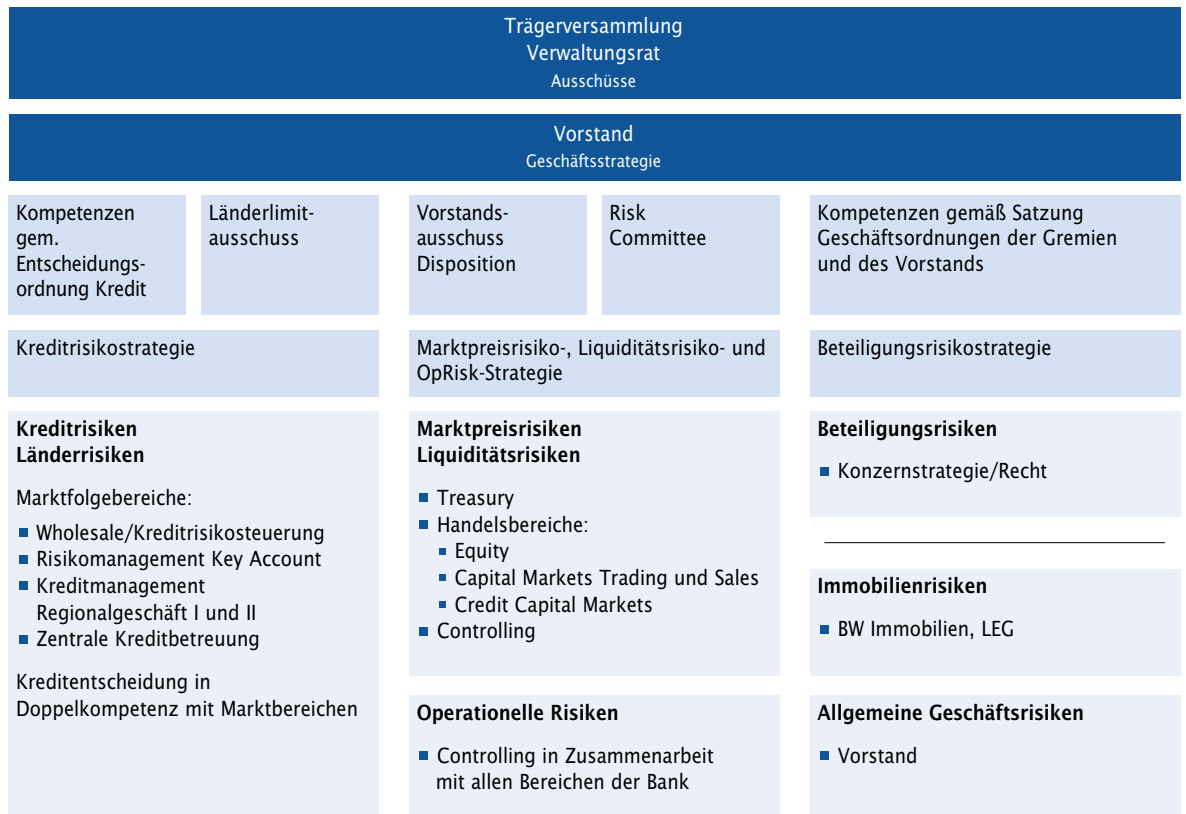 Trägerversammlung
Verwaltungsrat
Ausschüsse
Vorstand
Geschäftsstrategie
Kompetenzen
gem.
Entscheidungs-
ordnung Kredit
Länderlimit-
ausschuss
Vorstands-
ausschuss
Disposition
Risk
Committee
Kompetenzen gemäß Satzung
Geschäftsordnungen der Gremien
und des Vorstands
Kreditrisikostrategie
Marktpreisrisiko-, Liquiditätsrisiko- und
OpRisk-Strategie
Beteiligungsrisikostrategie
Kreditrisiken
Länderrisiken
Marktfolgebereiche:
Wholesale/Kreditrisikosteuerung
Risikomanagement Key Account
Kreditmanagement
Regionalgeschäft I und II
Zentrale Kreditbetreuung
Kreditentscheidung in
Doppelkompetenz mit Marktbereichen
Marktpreisrisiken
Liquiditätsrisiken
Treasury
Handelsbereiche:
Equity
Capital Markets Trading und Sales
Credit Capital Markets
Controlling
Operationelle Risiken
Controlling in Zusammenarbeit
mit allen Bereichen der Bank
Beteiligungsrisiken
Konzernstrategie/Recht
Immobilienrisiken
BW Immobilien, LEG
Allgemeine Geschäftsrisiken
Vorstand